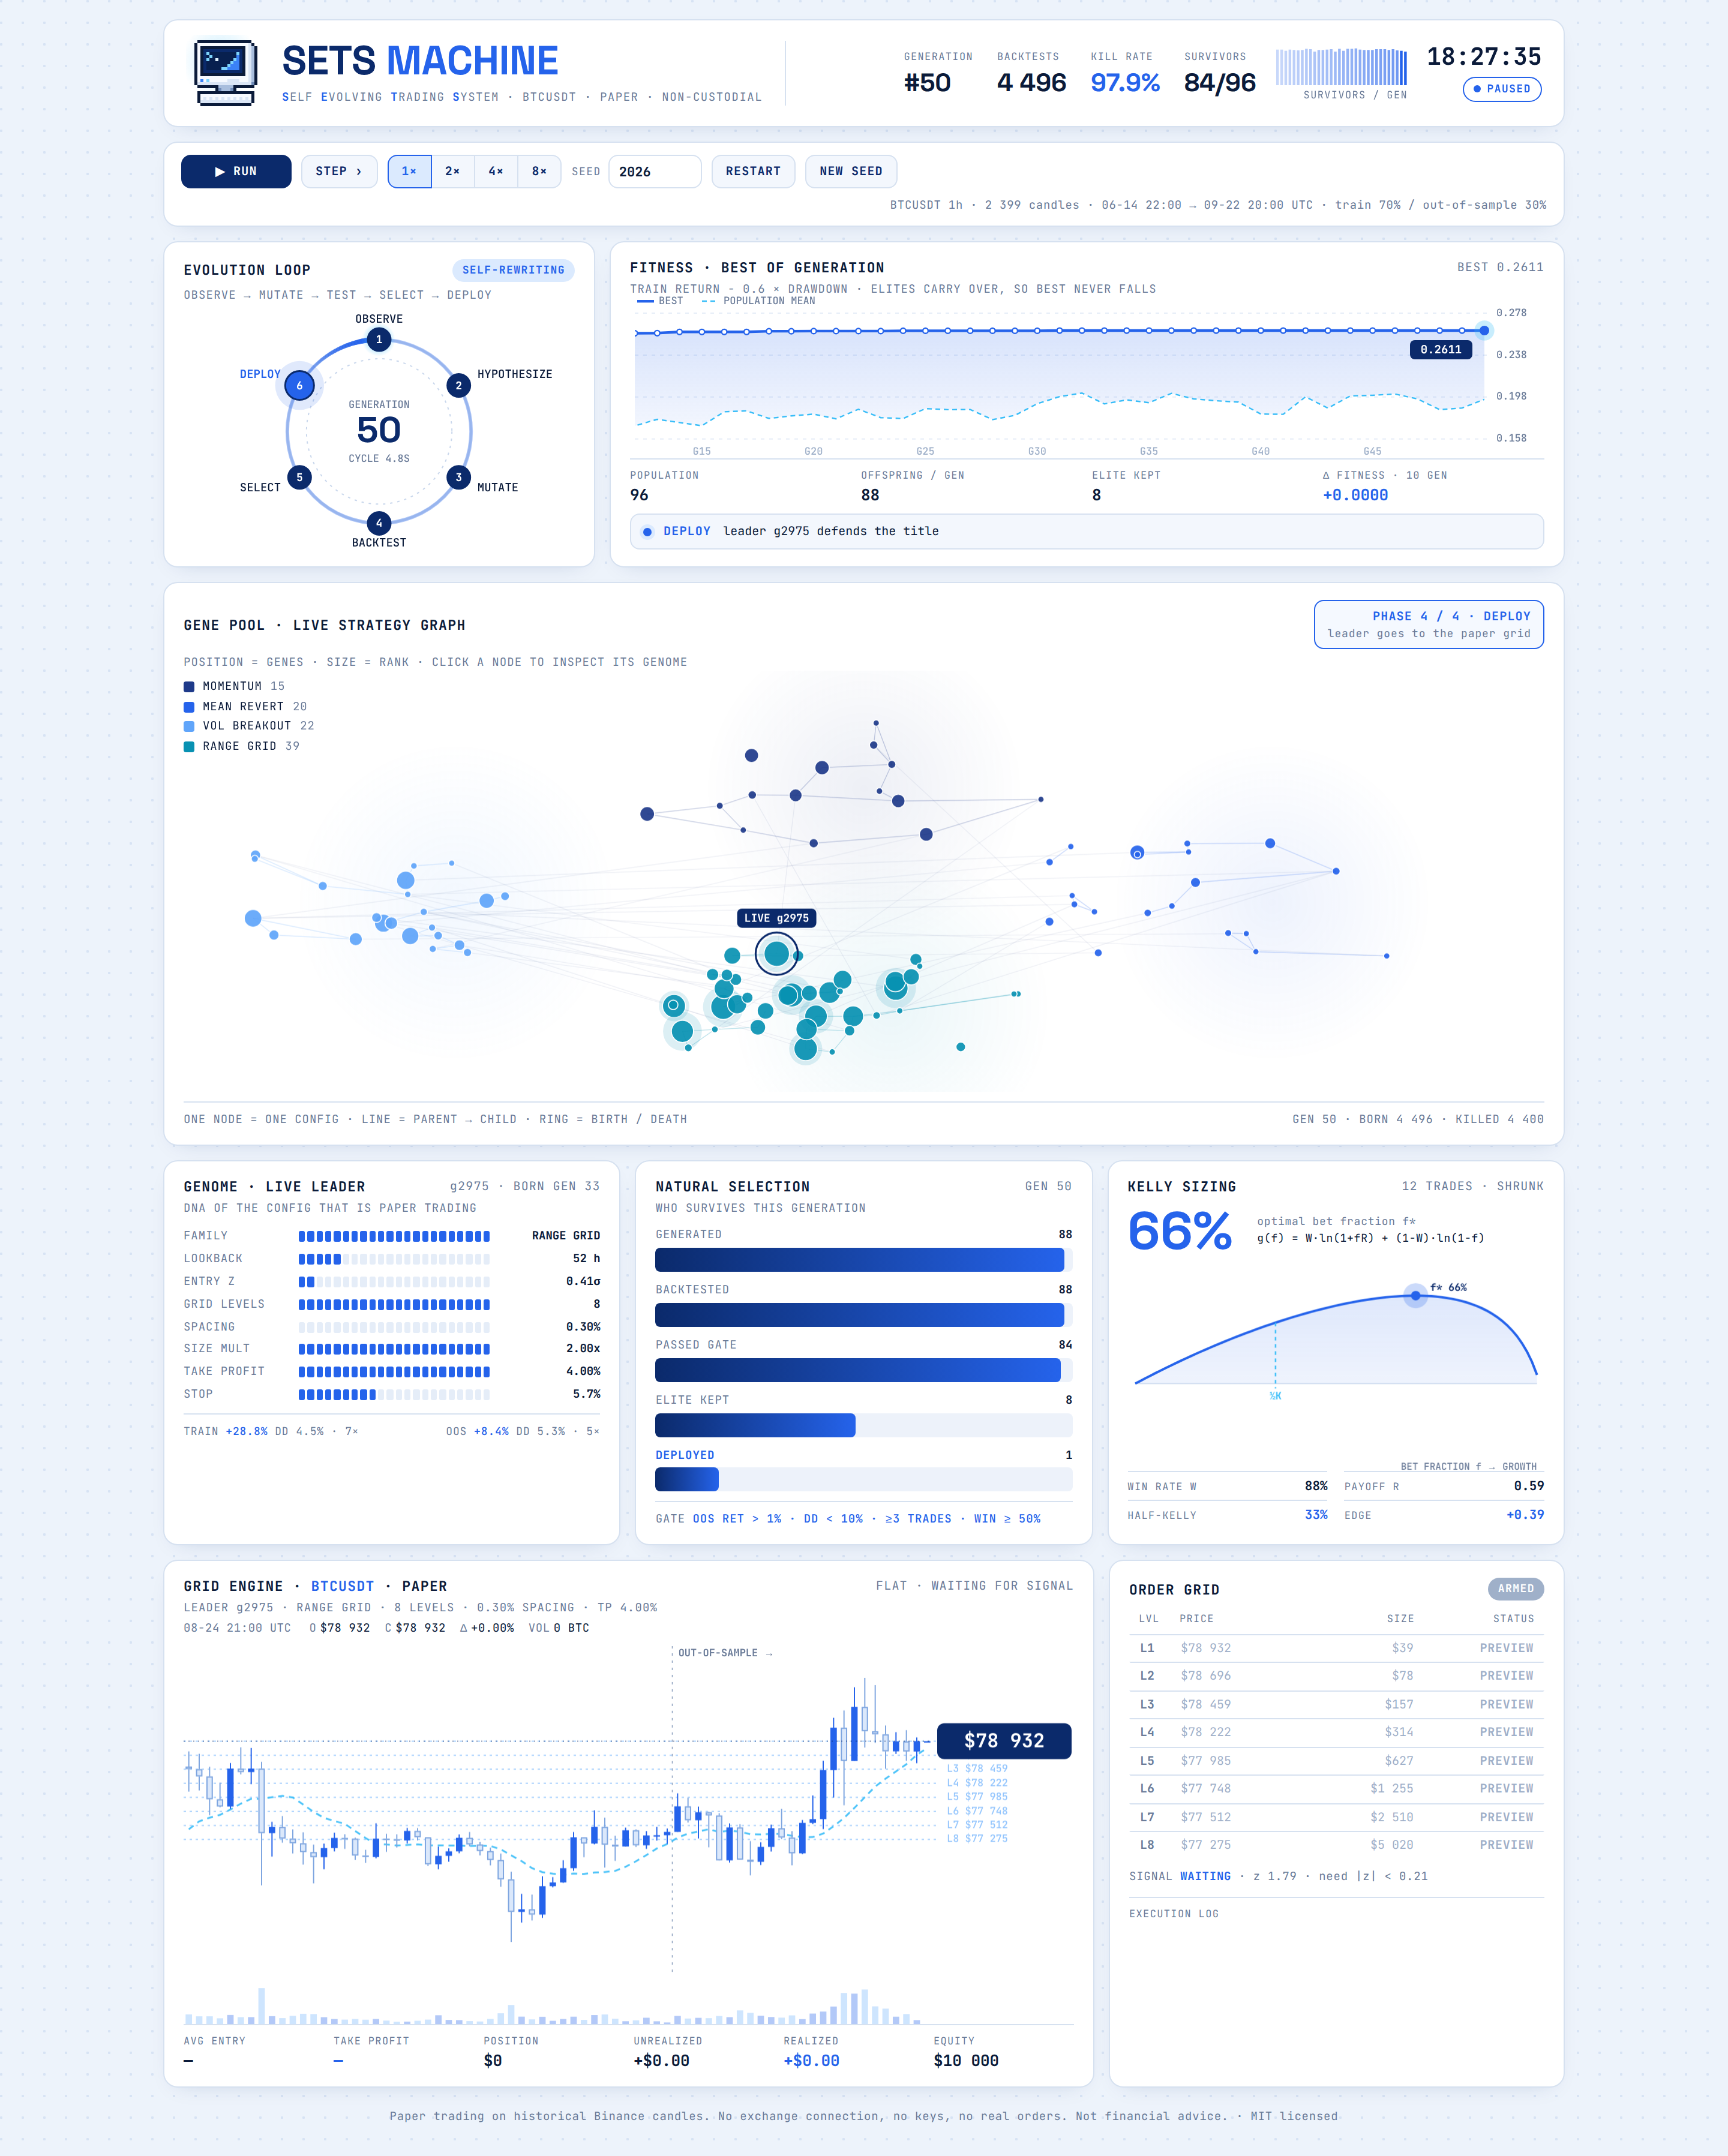 SETS MACHINE
SELF EVOLVING TRADING SYSTEM · BTCUSDT · PAPER · NON-CUSTODIAL
GENERATION
#50
BACKTESTS
4 496
KILL RATE
97.9%
SURVIVORS
84/96
SURVIVORS / GEN
18:27:35
PAUSED
▶ RUN
STEP ›
1×
2×
4×
8×
SEED
2026
RESTART
NEW SEED
BTCUSDT 1h · 2 399 candles · 06-14 22:00 → 09-22 20:00 UTC · train 70% / out-of-sample 30%
EVOLUTION LOOP
SELF-REWRITING
OBSERVE → MUTATE → TEST → SELECT → DEPLOY
OBSERVE
1
DEPLOY
6
2
HYPOTHESIZE
GENERATION
50
CYCLE 4.8S
5
SELECT
3
MUTATE
4
BACKTEST
FITNESS · BEST OF GENERATION
BEST 0.2611
TRAIN RETURN - 0.6 × DRAWDOWN · ELITES CARRY OVER, SO BEST NEVER FALLS
BEST
POPULATION MEAN
0.278
0.2611
0.238
0.198
0.158
G15
G20
G25
G30
G35
G40
G45
POPULATION
96
OFFSPRING / GEN
88
ELITE KEPT
8
Δ FITNESS · 10 GEN
+0.0000
DEPLOY leader g2975 defends the title
GENE POOL · LIVE STRATEGY GRAPH
PHASE 4 / 4 · DEPLOY
leader goes to the paper grid
POSITION = GENES · SIZE = RANK · CLICK A NODE TO INSPECT ITS GENOME
MOMENTUM 15
MEAN REVERT 20
VOL BREAKOUT 22
RANGE GRID 39
LIVE g2975
ONE NODE = ONE CONFIG · LINE = PARENT → CHILD · RING = BIRTH / DEATH
GEN 50 · BORN 4 496 · KILLED 4 400
GENOME · LIVE LEADER
g2975 · BORN GEN 33
DNA OF THE CONFIG THAT IS PAPER TRADING
FAMILY
RANGE GRID
LOOKBACK
52 h
ENTRY Z
0.41σ
GRID LEVELS
8
SPACING
0.30%
SIZE MULT
2.00x
TAKE PROFIT
4.00%
STOP
5.7%
TRAIN +28.8% DD 4.5% · 7×
OOS +8.4% DD 5.3% · 5×
NATURAL SELECTION
GEN 50
WHO SURVIVES THIS GENERATION
GENERATED
88
BACKTESTED
88
PASSED GATE
84
ELITE KEPT
8
DEPLOYED
1
GATE OOS RET > 1% · DD < 10% · ≥3 TRADES · WIN ≥ 50%
KELLY SIZING
12 TRADES · SHRUNK
66%
optimal bet fraction f*
g(f) = W·ln(1+fR) + (1-W)·ln(1-f)
f* 66%
½K
BET FRACTION f → GROWTH
WIN RATE W
88%
PAYOFF R
0.59
HALF-KELLY
33%
EDGE
+0.39
GRID ENGINE · BTCUSDT · PAPER
FLAT · WAITING FOR SIGNAL
LEADER g2975 · RANGE GRID · 8 LEVELS · 0.30% SPACING · TP 4.00%
08-24 21:00 UTC O $78 932 C $78 932 Δ +0.00% VOL 0 BTC
OUT-OF-SAMPLE →
$78 932
L3 $78 459
L4 $78 222
L5 $77 985
L6 $77 748
L7 $77 512
L8 $77 275
AVG ENTRY
—
TAKE PROFIT
—
POSITION
$0
UNREALIZED
+$0.00
REALIZED
+$0.00
EQUITY
$10 000
ORDER GRID
ARMED
LVL PRICE SIZE STATUS
L1 $78 932 $39 PREVIEW
L2 $78 696 $78 PREVIEW
L3 $78 459 $157 PREVIEW
L4 $78 222 $314 PREVIEW
L5 $77 985 $627 PREVIEW
L6 $77 748 $1 255 PREVIEW
L7 $77 512 $2 510 PREVIEW
L8 $77 275 $5 020 PREVIEW
SIGNAL WAITING · z 1.79 · need |z| < 0.21
EXECUTION LOG
Paper trading on historical Binance candles. No exchange connection, no keys, no real orders. Not financial advice. · MIT licensed